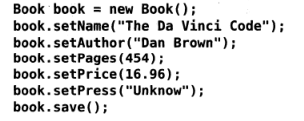 Book book = new Book();
book.setName("The Da Vinci Code");
book.setAuthor("Dan Brown");
book.setPages(454);
book.setPrice(16.96);
book.setPress("Unknow");
book.save();